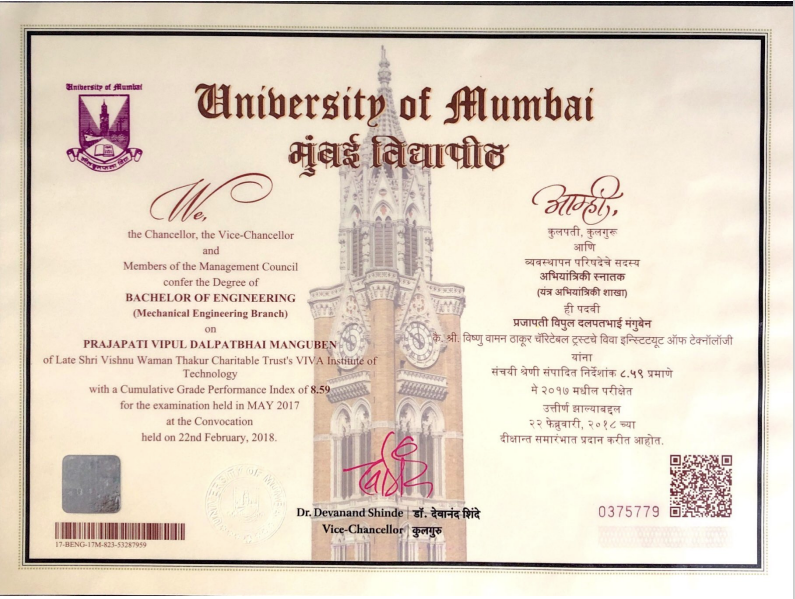 University of Mumbai
University of Mumbai
मुंबई विद्यापीठ
We,
the Chancellor, the Vice-Chancellor
and
Members of the Management Council
confer the Degree of
BACHELOR OF ENGINEERING
(Mechanical Engineering Branch)
on
PRAJAPATI VIPUL DALPATBHAI MANGUBEN
of Late Shri Vishnu Waman Thakur Charitable Trust's VIVA Institute of
Technology
with a Cumulative Grade Performance Index of 8.59
for the examination held in MAY 2017
at the Convocation
held on 22nd February, 2018.
आम्ही,
कुलपती, कुलगुरू
आणि
व्यवस्थापन परिषदेचे सदस्य
अभियांत्रिकी स्नातक
(यंत्र अभियांत्रिकी शाखा)
ही पदवी
प्रजापती विपुल दलपतभाई मंगुबेन
कै. श्री. विष्णु वामन ठाकूर चॅरिटेबल ट्रस्टचे विवा इन्स्टिटयूट ऑफ टेक्नॉलॉजी
यांना
संचयी श्रेणी संपादित निर्देशांक ८.५९ प्रमाणे
मे २०१७ मधील परीक्षेत
उत्तीर्ण झाल्याबद्दल
२२ फेब्रुवारी, २०१८ च्या
दीक्षान्त समारंभात प्रदान करीत आहोत.
Dr. Devanand Shinde | डॉ. देवानंद शिंदे
Vice-Chancellor | कुलगुरु
0375779
17-BENG-17M-823-53287959